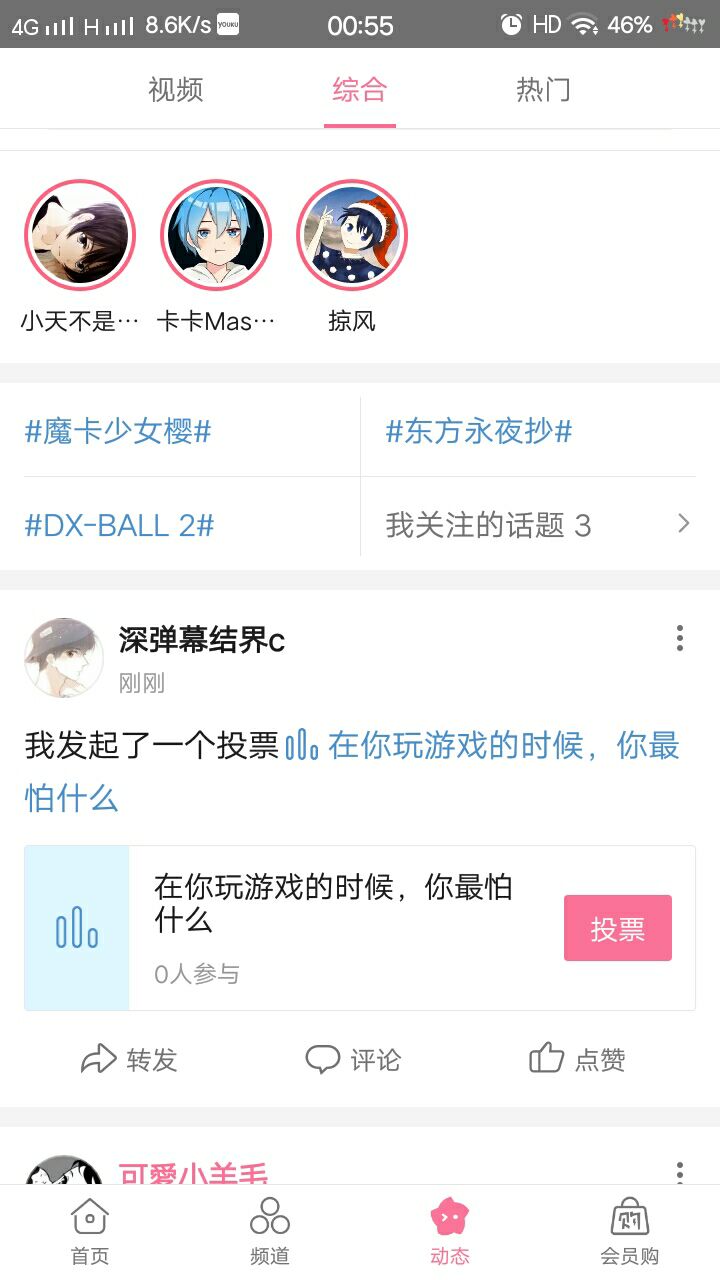 4G H 8.6K/s YOUKU 00:55 HD 46%
视频 综合 热门
小天不是… 卡卡Mas… 掠风
#魔卡少女樱# #东方永夜抄#
#DX-BALL 2# 我关注的话题 3
深弹幕结界c
刚刚
我发起了一个投票 在你玩游戏的时候，你最
怕什么
在你玩游戏的时候，你最怕
什么
投票
0人参与
转发 评论 点赞
可愛小羊毛
首页 频道 动态 会员购